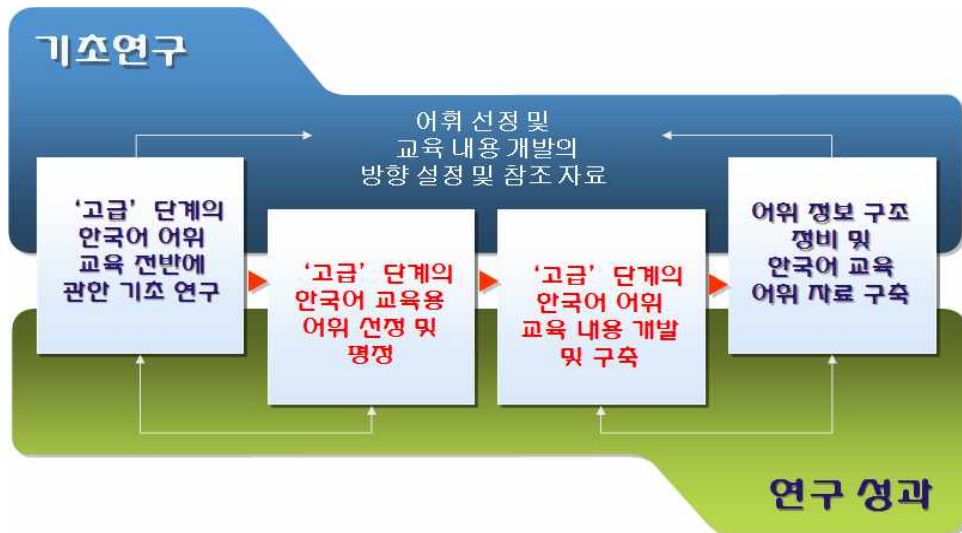 기초연구
어휘 선정 및
교육 내용 개발의
방향 설정 및 참조 자료
‘고급’ 단계의
한국어 어휘
교육 전반에
관한 기초 연구
‘고급’ 단계의
한국어 교육용
어휘 선정 및
평정
‘고급’ 단계의
한국어 어휘
교육 내용 개발
및 구축
어휘 정보 구조
정비 및
한국어 교육
어휘 자료 구축
연구 성과